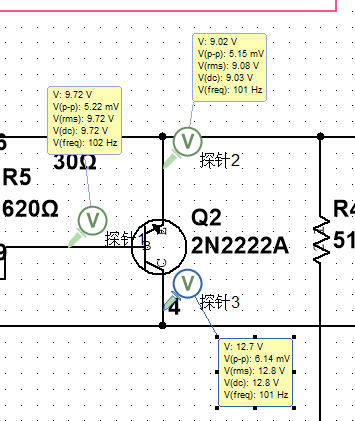 V: 9.02 V
V(p-p): 5.15 mV
V(rms): 9.08 V
V(dc): 9.03 V
V(freq): 101 Hz
V: 9.72 V
V(p-p): 5.22 mV
V(rms): 9.72 V
V(dc): 9.72 V
V(freq): 102 Hz
V
探针2
30Ω
R5
620Ω
V
探针1
B
E
C
Q2
2N2222A
R4
51
V
探针3
4
V: 12.7 V
V(p-p): 6.14 mV
V(rms): 12.8 V
V(dc): 12.8 V
V(freq): 101 Hz